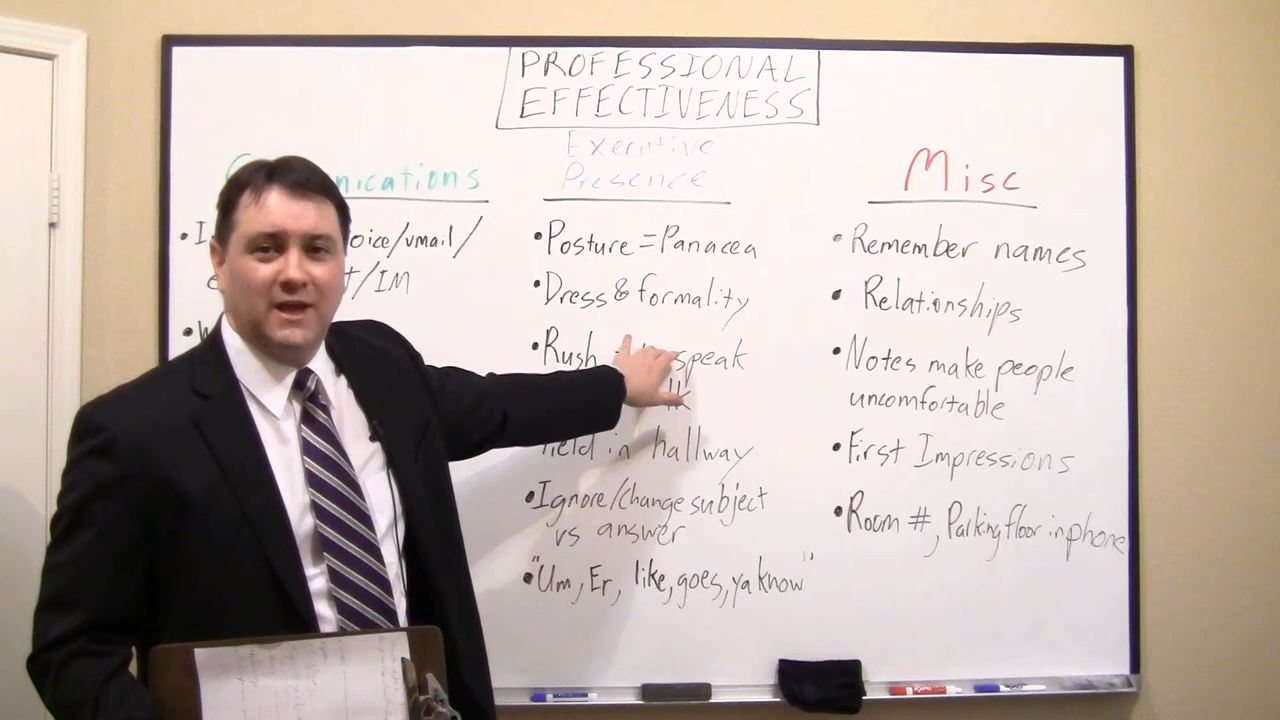 PROFESSIONAL
EFFECTIVENESS
nications
oice/vmail/
/IM
Executive
Presence
•Posture = Panacea
•Dress & formality
•Rush speak
in hallway
•Ignore/change subject
vs answer
•"Um, Er, like, goes, ya know"
Misc
•Remember names
•Relationships
•Notes make people
uncomfortable
•First Impressions
•Room #, Parking floor in phone
EXPO